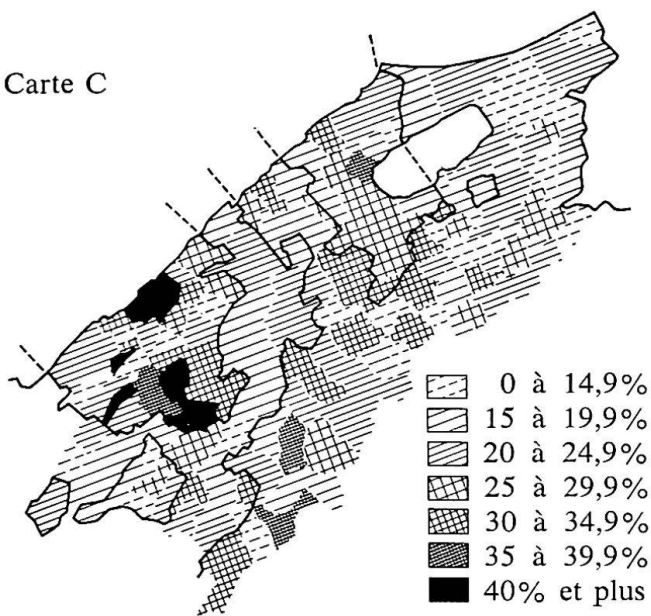 Carte C
0 à 14,9%
15 à 19,9%
20 à 24,9%
25 à 29,9%
30 à 34,9%
35 à 39,9%
40% et plus